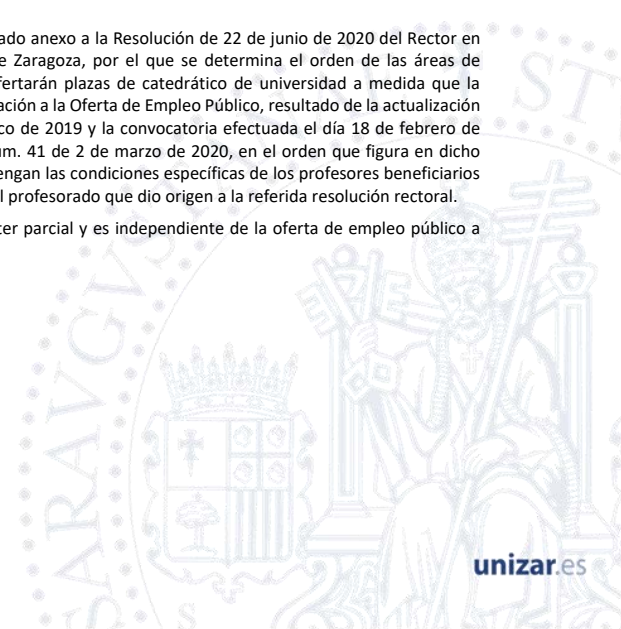 ado anexo a la Resolución de 22 de junio de 2020 del Rector en
e Zaragoza, por el que se determina el orden de las áreas de
fertarán plazas de catedrático de universidad a medida que la
ación a la Oferta de Empleo Público, resultado de la actualización
co de 2019 y la convocatoria efectuada el día 18 de febrero de
úm. 41 de 2 de marzo de 2020, en el orden que figura en dicho
engan las condiciones específicas de los profesores beneficiarios
l profesorado que dio origen a la referida resolución rectoral.
ter parcial y es independiente de la oferta de empleo público a
unizar.es